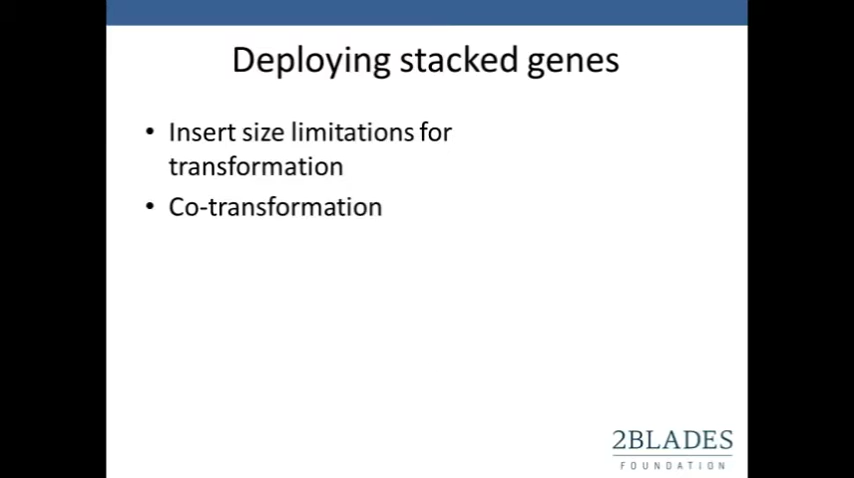 Deploying stacked genes
• Insert size limitations for
transformation
• Co-transformation
2BLADES
FOUNDATION